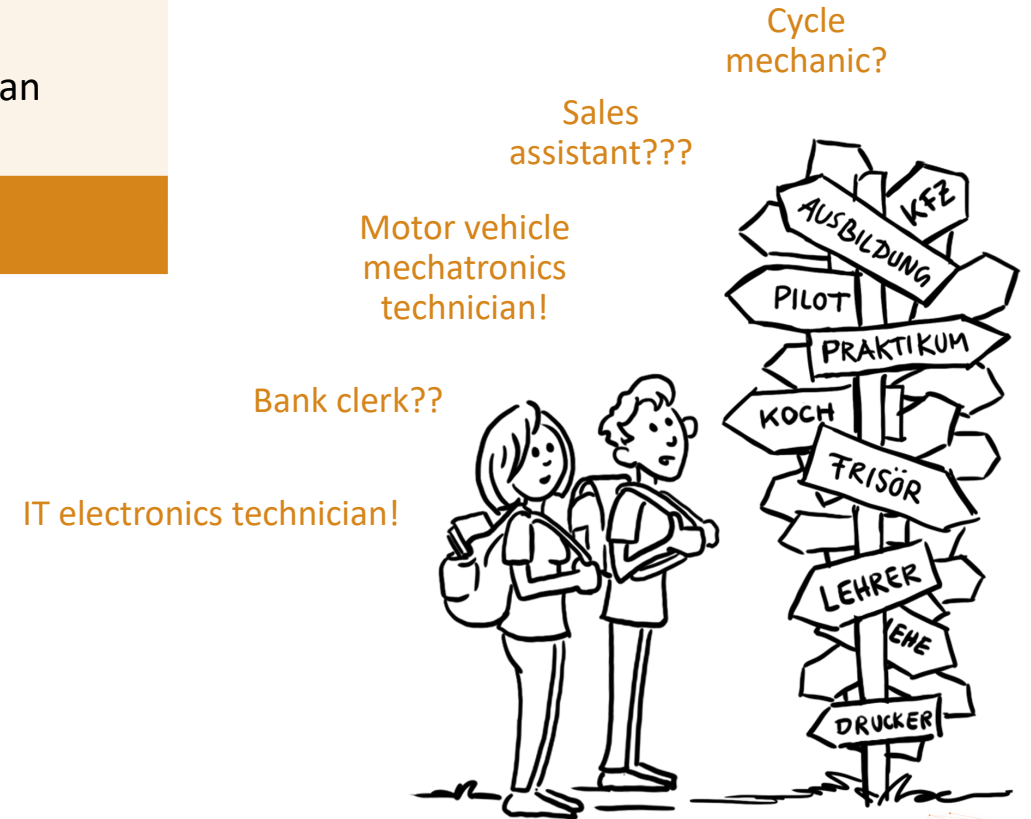 an
Cycle
mechanic?
Sales
assistant???
Motor vehicle
mechatronics
technician!
Bank clerk??
IT electronics technician!
KFZ
AUSBILDUNG
PILOT
PRAKTIKUM
KOCH
FRISÖR
LEHRER
EHE
DRUCKER